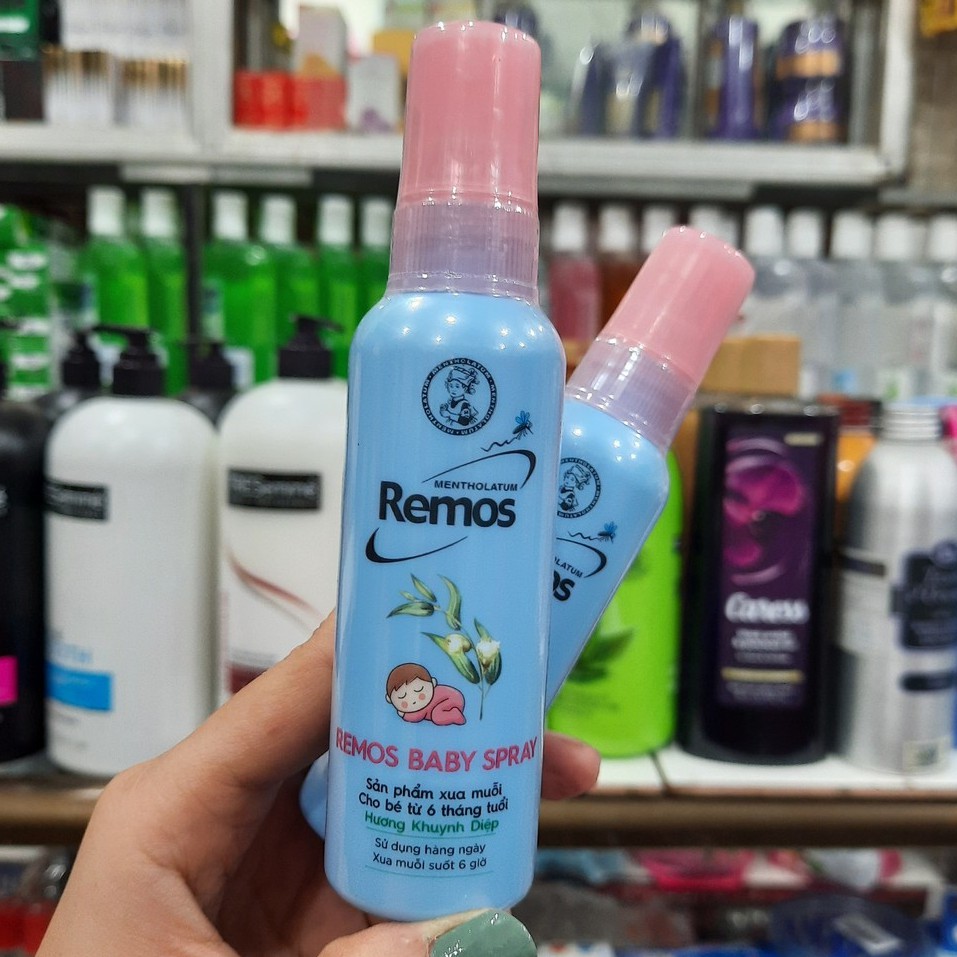 MENTHOLATUM
MENTHOLATUM
Remos
REMOS BABY SPRAY
Sản phẩm xua muỗi
Cho bé từ 6 tháng tuổi
Hương Khuynh Diệp
Sử dụng hàng ngày
Xua muỗi suốt 6 giờ